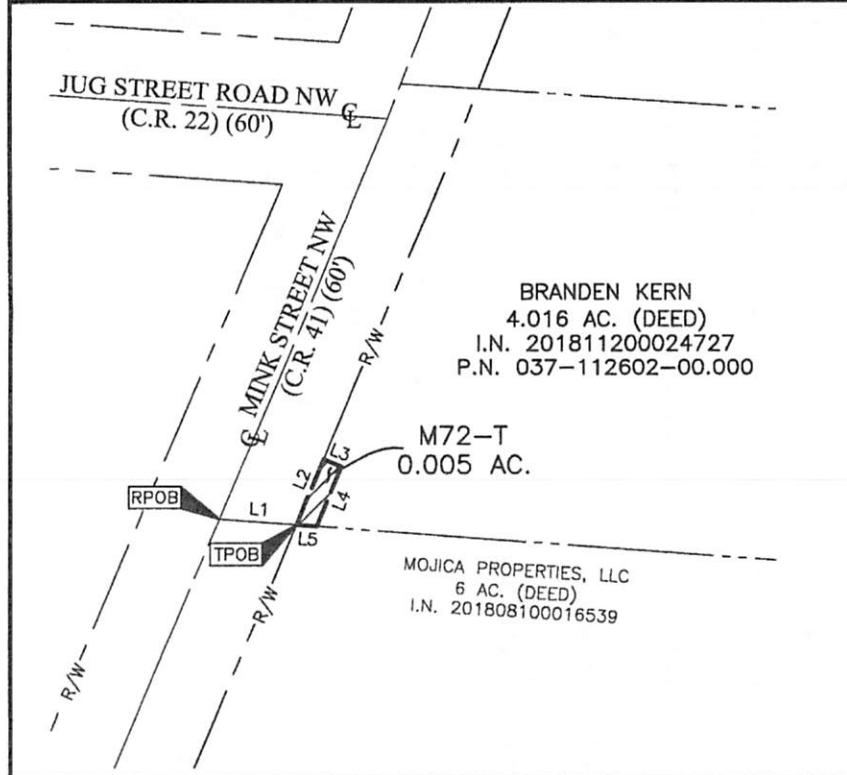 JUG STREET ROAD NW ℄
(C.R. 22) (60')
℄ MINK STREET NW
(C.R. 41) (60')
R/W
BRANDEN KERN
4.016 AC. (DEED)
I.N. 201811200024727
P.N. 037-112602-00.000
M72-T
0.005 AC.
L3
L2
L4
RPOB
L1
L5
TPOB
MOJICA PROPERTIES, LLC
6 AC. (DEED)
I.N. 201808100016539
R/W
R/W